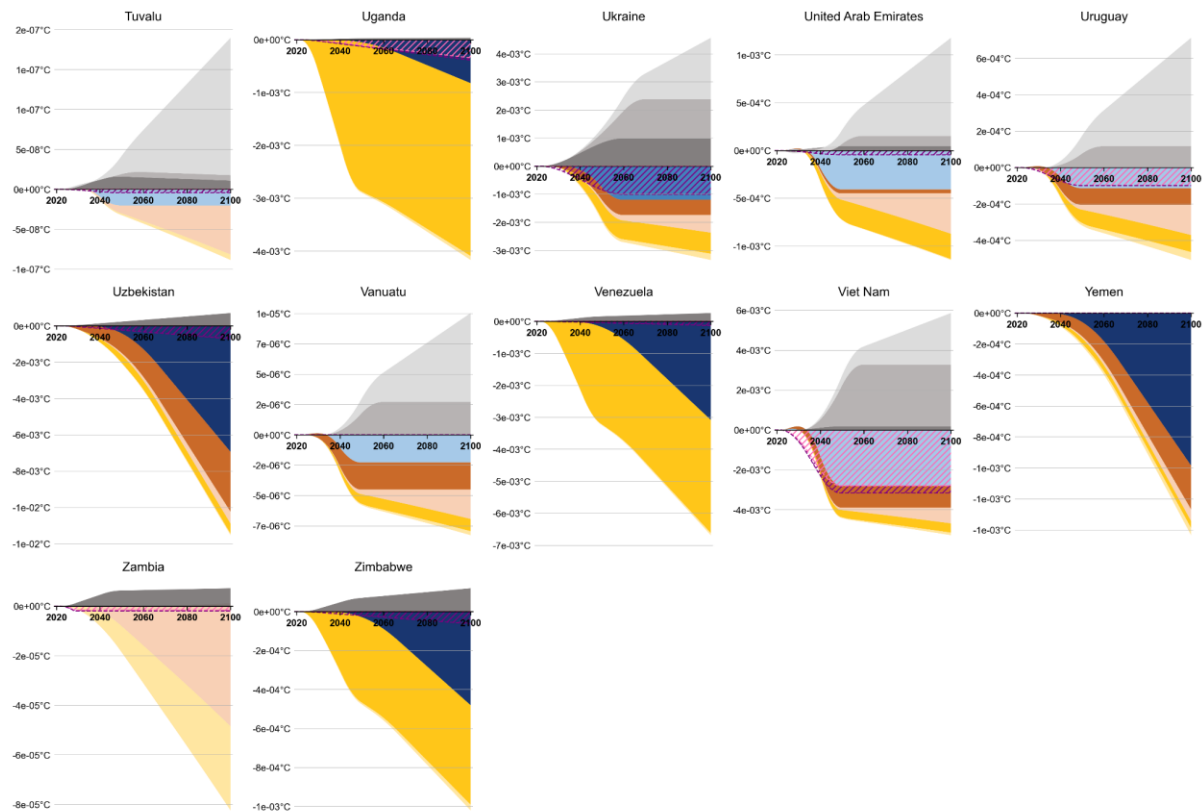 Tuvalu
2e-07°C
1e-07°C
1e-07°C
5e-08°C
0e+00°C
-5e-08°C
-1e-07°C
2020 2040 2060 2080 2100
Uganda
0e+00°C
-1e-03°C
-2e-03°C
-3e-03°C
-4e-03°C
2020 2040 2060 2080 2100
Ukraine
4e-03°C
3e-03°C
2e-03°C
1e-03°C
0e+00°C
-1e-03°C
-2e-03°C
-3e-03°C
2020 2040 2060 2080 2100
United Arab Emirates
1e-03°C
5e-04°C
0e+00°C
-5e-04°C
-1e-03°C
2020 2040 2060 2080 2100
Uruguay
6e-04°C
4e-04°C
2e-04°C
0e+00°C
-2e-04°C
-4e-04°C
2020 2040 2060 2080 2100
Uzbekistan
0e+00°C
-2e-03°C
-4e-03°C
-6e-03°C
-8e-03°C
-1e-02°C
-1e-02°C
2020 2040 2060 2080 2100
Vanuatu
1e-05°C
7e-06°C
5e-06°C
2e-06°C
0e+00°C
-2e-06°C
-5e-06°C
-7e-06°C
2020 2040 2060 2080 2100
Venezuela
0e+00°C
-1e-03°C
-2e-03°C
-3e-03°C
-4e-03°C
-6e-03°C
-7e-03°C
2020 2040 2060 2080 2100
Viet Nam
6e-03°C
4e-03°C
2e-03°C
0e+00°C
-2e-03°C
-4e-03°C
2020 2040 2060 2080 2100
Yemen
0e+00°C
-2e-04°C
-4e-04°C
-6e-04°C
-8e-04°C
-1e-03°C
-1e-03°C
-1e-03°C
2020 2040 2060 2080 2100
Zambia
0e+00°C
-2e-05°C
-4e-05°C
-6e-05°C
-8e-05°C
2020 2040 2060 2080 2100
Zimbabwe
0e+00°C
-2e-04°C
-4e-04°C
-6e-04°C
-8e-04°C
-1e-03°C
2020 2040 2060 2080 2100